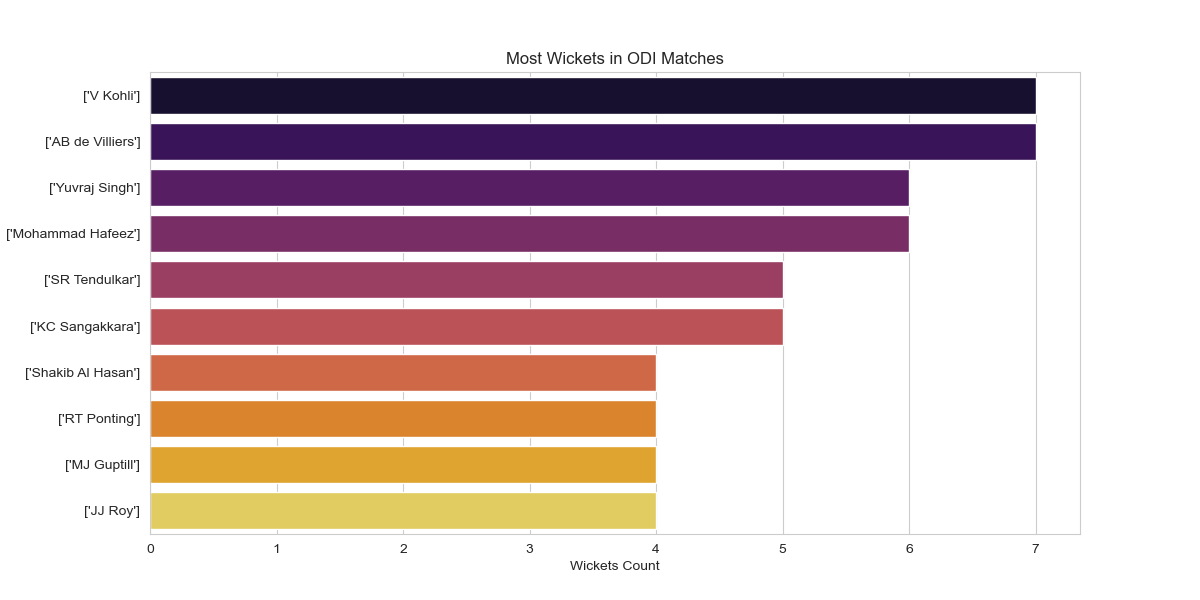 Most Wickets in ODI Matches
['V Kohli']
['AB de Villiers']
['Yuvraj Singh']
['Mohammad Hafeez']
['SR Tendulkar']
['KC Sangakkara']
['Shakib Al Hasan']
['RT Ponting']
['MJ Guptill']
['JJ Roy']
0 1 2 3 4 5 6 7
Wickets Count